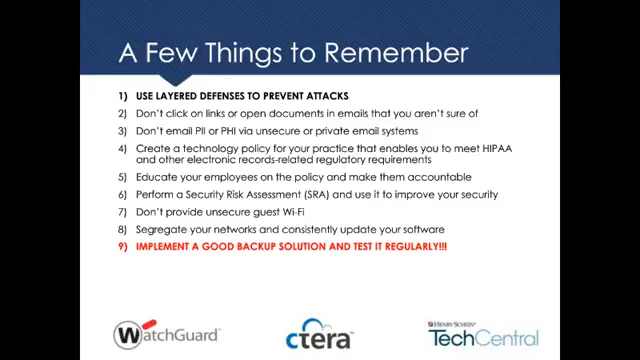 A Few Things to Remember
1) USE LAYERED DEFENSES TO PREVENT ATTACKS
2) Don't click on links or open documents in emails that you aren't sure of
3) Don't email PII or PHI via unsecure or private email systems
4) Create a technology policy for your practice that enables you to meet HIPAA
and other electronic records-related regulatory requirements
5) Educate your employees on the policy and make them accountable
6) Perform a Security Risk Assessment (SRA) and use it to improve your security
7) Don't provide unsecure guest Wi-Fi
8) Segregate your networks and consistently update your software
9) IMPLEMENT A GOOD BACKUP SOLUTION AND TEST IT REGULARLY!!!
WatchGuard
ctera
HENRY SCHEIN
TechCentral